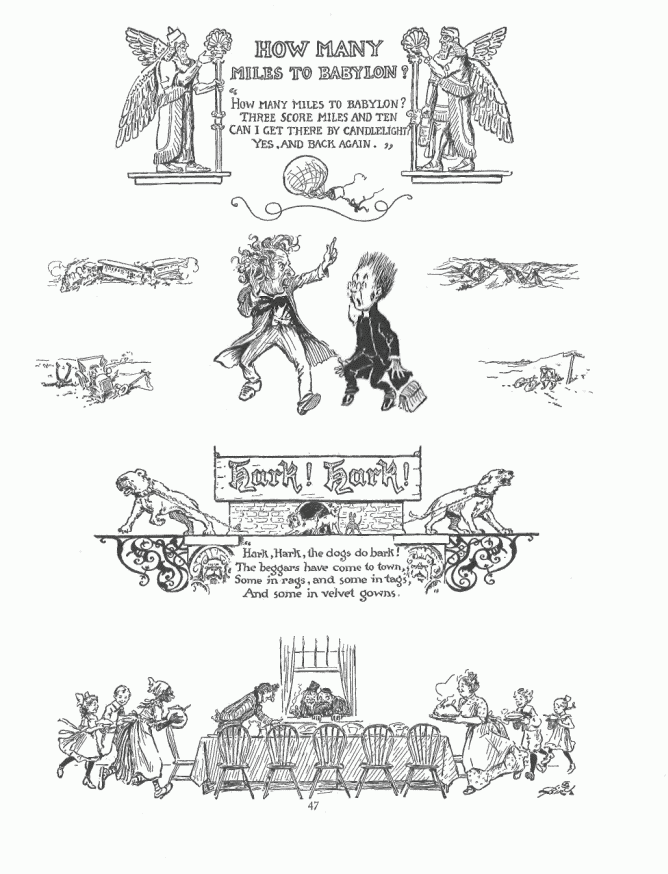 HOW MANY
MILES TO BABYLON?
"HOW MANY MILES TO BABYLON?
THREE SCORE MILES AND TEN
CAN I GET THERE BY CANDLELIGHT?
YES, AND BACK AGAIN."
Hark! Hark!
"Hark, Hark, the dogs do bark!
The beggars have come to town,
Some in rags, and some in tags,
And some in velvet gowns.
47